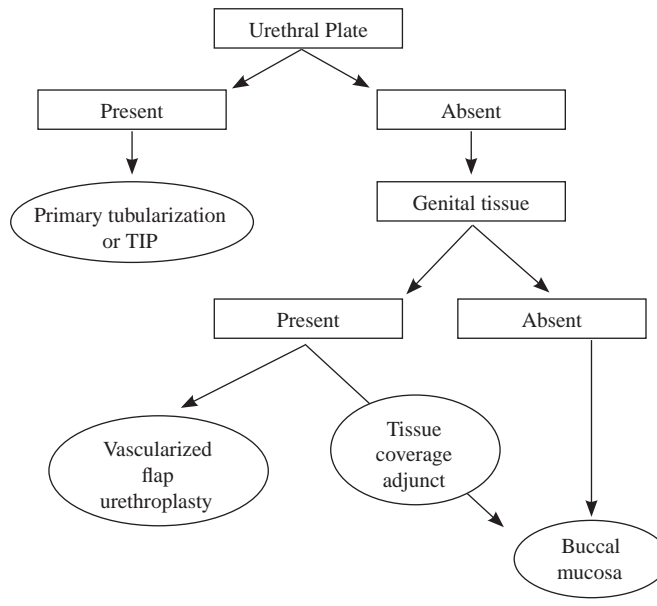 Urethral Plate
Present
Absent
Primary tubularization
or TIP
Genital tissue
Present
Absent
Vascularized
flap
urethroplasty
Tissue
coverage
adjunct
Buccal
mucosa